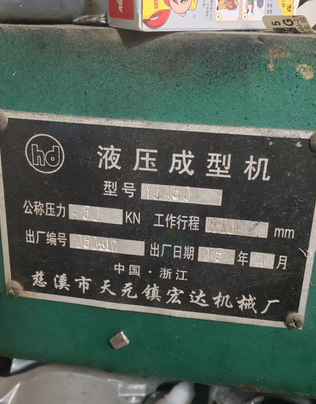 hd
液压成型机
型号
公称压力 KN 工作行程 mm
出厂编号 出厂日期 年 月
中国·浙江
慈溪市天元镇宏达机械厂